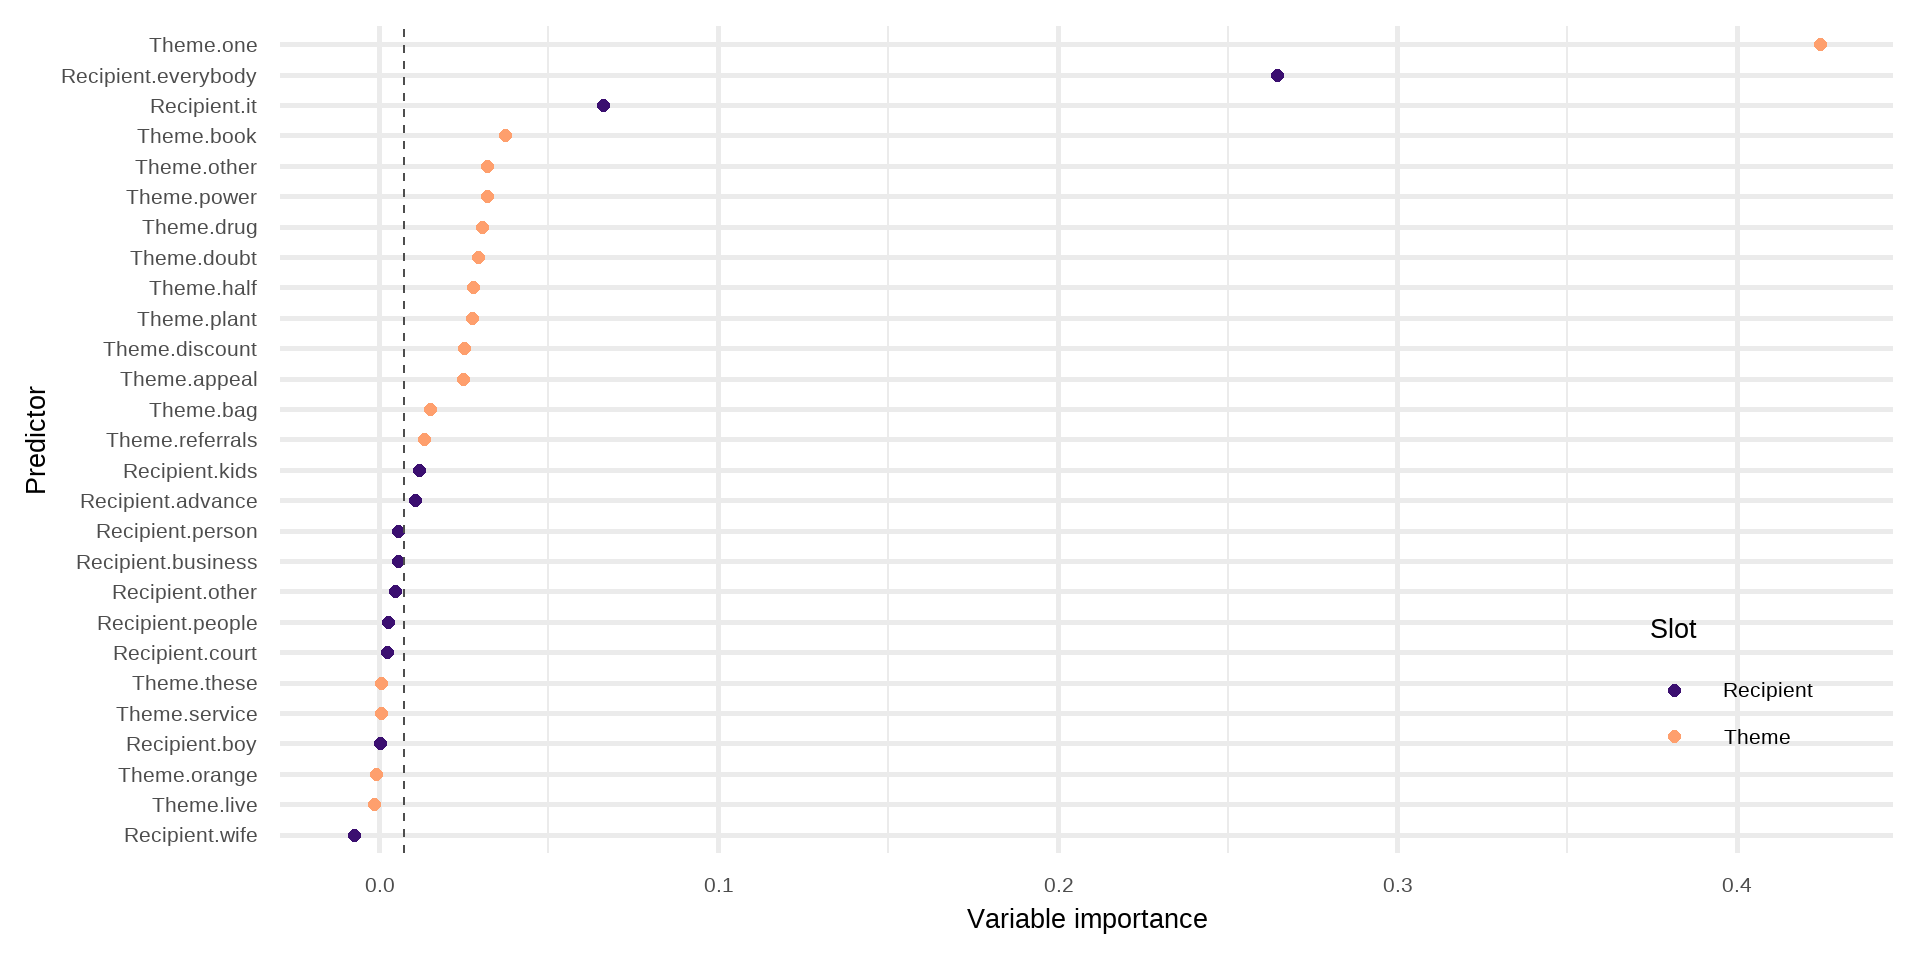 Theme.one
Recipient.everybody
Recipient.it
Theme.book
Theme.other
Theme.power
Theme.drug
Theme.doubt
Theme.half
Theme.plant
Theme.discount
Theme.appeal
Theme.bag
Theme.referrals
Recipient.kids
Recipient.advance
Recipient.person
Recipient.business
Recipient.other
Recipient.people
Recipient.court
Theme.these
Theme.service
Recipient.boy
Theme.orange
Theme.live
Recipient.wife
Predictor
Slot
Recipient
Theme
0.0 0.1 0.2 0.3 0.4
Variable importance